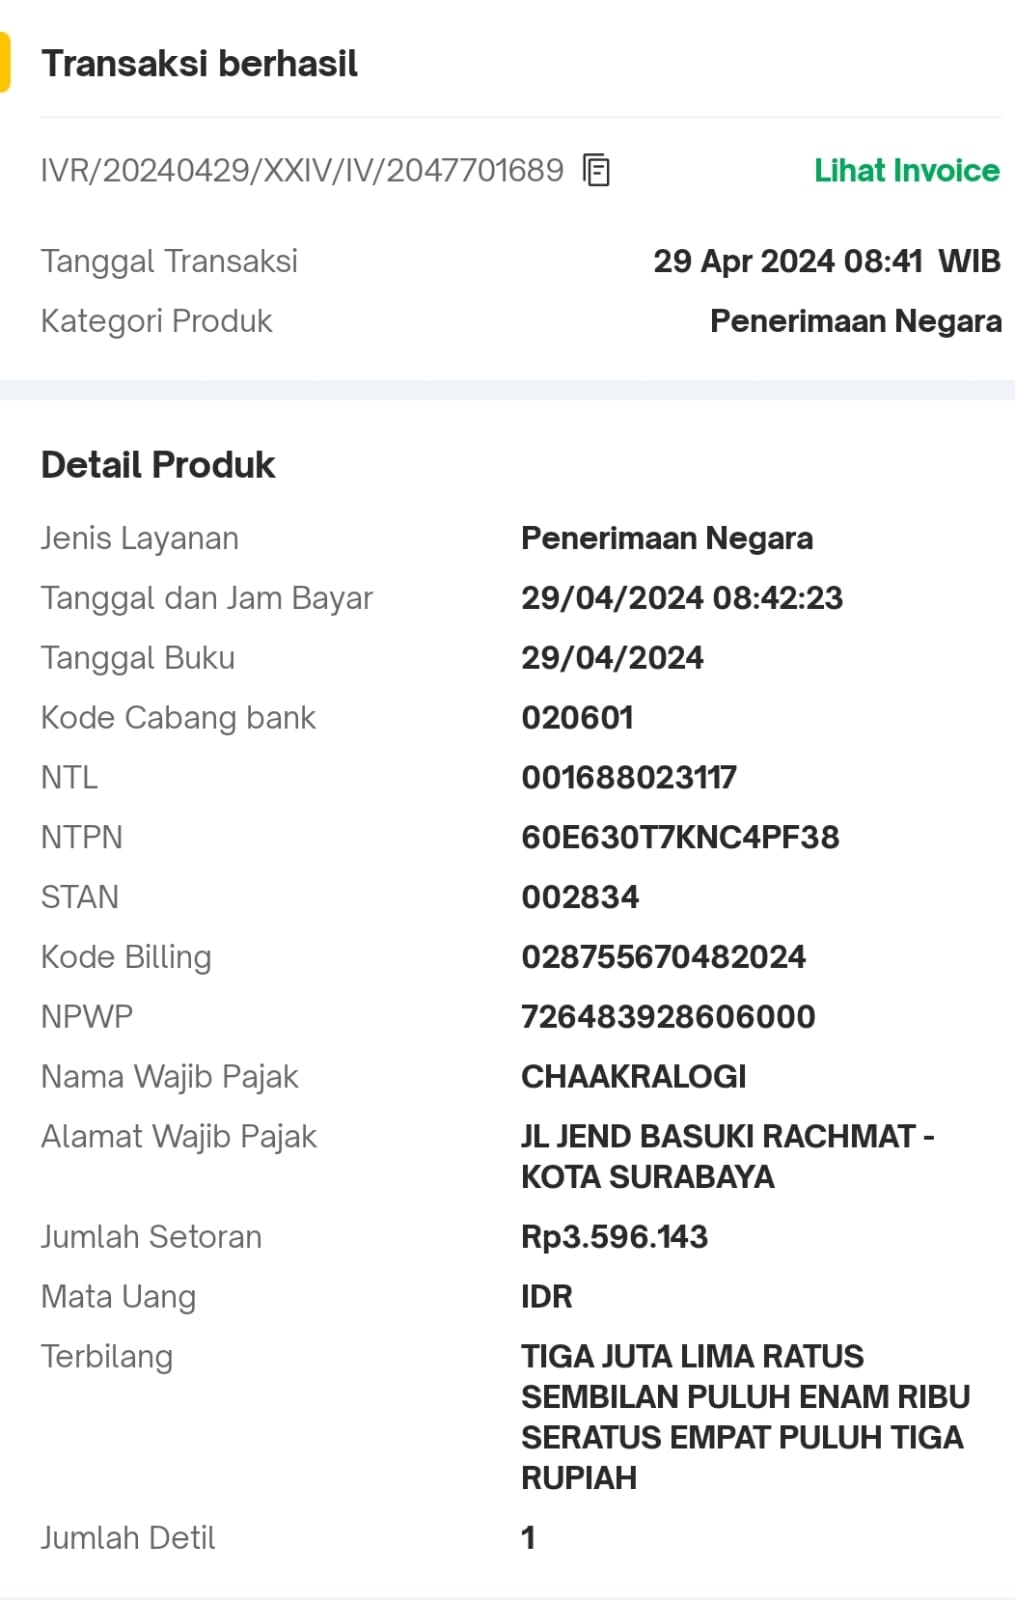 Transaksi berhasil
IVR/20240429/XXIV/IV/2047701689 Lihat Invoice
Tanggal Transaksi 29 Apr 2024 08:41 WIB
Kategori Produk Penerimaan Negara
Detail Produk
Jenis Layanan Penerimaan Negara
Tanggal dan Jam Bayar 29/04/2024 08:42:23
Tanggal Buku 29/04/2024
Kode Cabang bank 020601
NTL 001688023117
NTPN 60E630T7KNC4PF38
STAN 002834
Kode Billing 028755670482024
NPWP 726483928606000
Nama Wajib Pajak CHAAKRALOGI
Alamat Wajib Pajak JL JEND BASUKI RACHMAT -
KOTA SURABAYA
Jumlah Setoran Rp3.596.143
Mata Uang IDR
Terbilang TIGA JUTA LIMA RATUS
SEMBILAN PULUH ENAM RIBU
SERATUS EMPAT PULUH TIGA
RUPIAH
Jumlah Detil 1